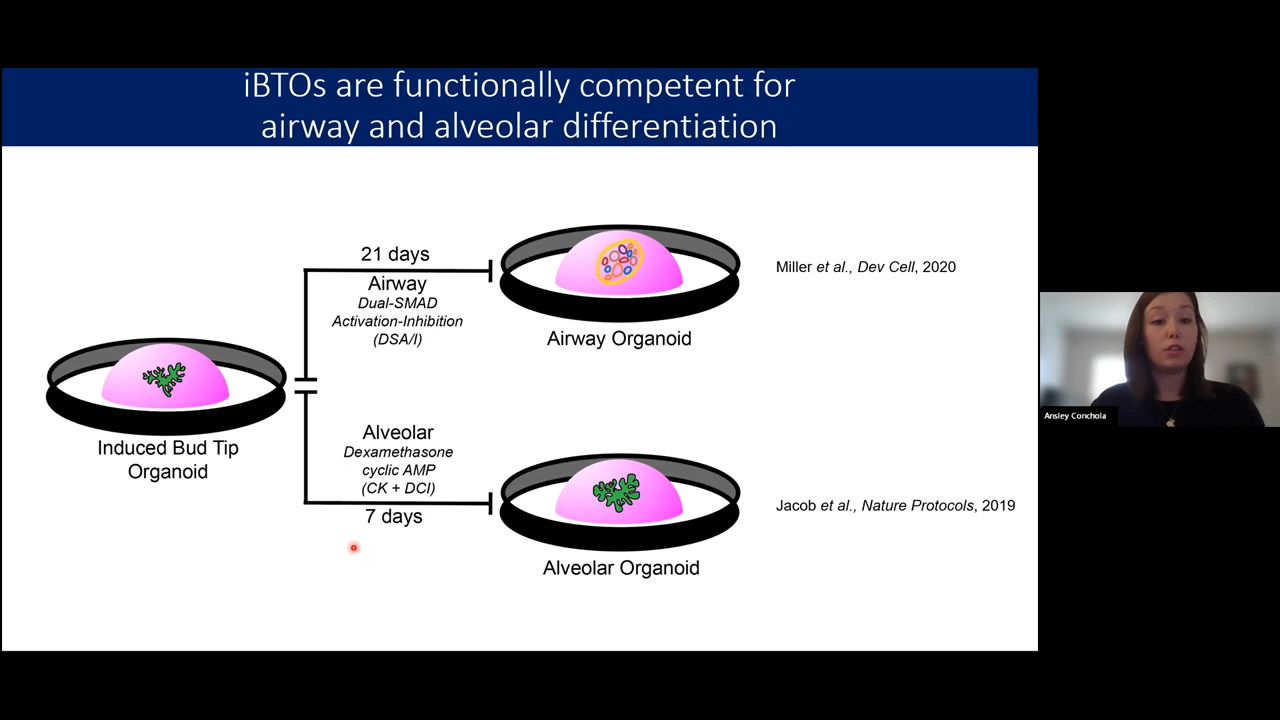 iBTOs are functionally competent for
airway and alveolar differentiation
21 days
Airway
Dual-SMAD
Activation-Inhibition
(DSA/I)
Airway Organoid
Miller et al., Dev Cell, 2020
Induced Bud Tip
Organoid
Alveolar
Dexamethasone
cyclic AMP
(CK + DCI)
7 days
Alveolar Organoid
Jacob et al., Nature Protocols, 2019
Ansley Conchola